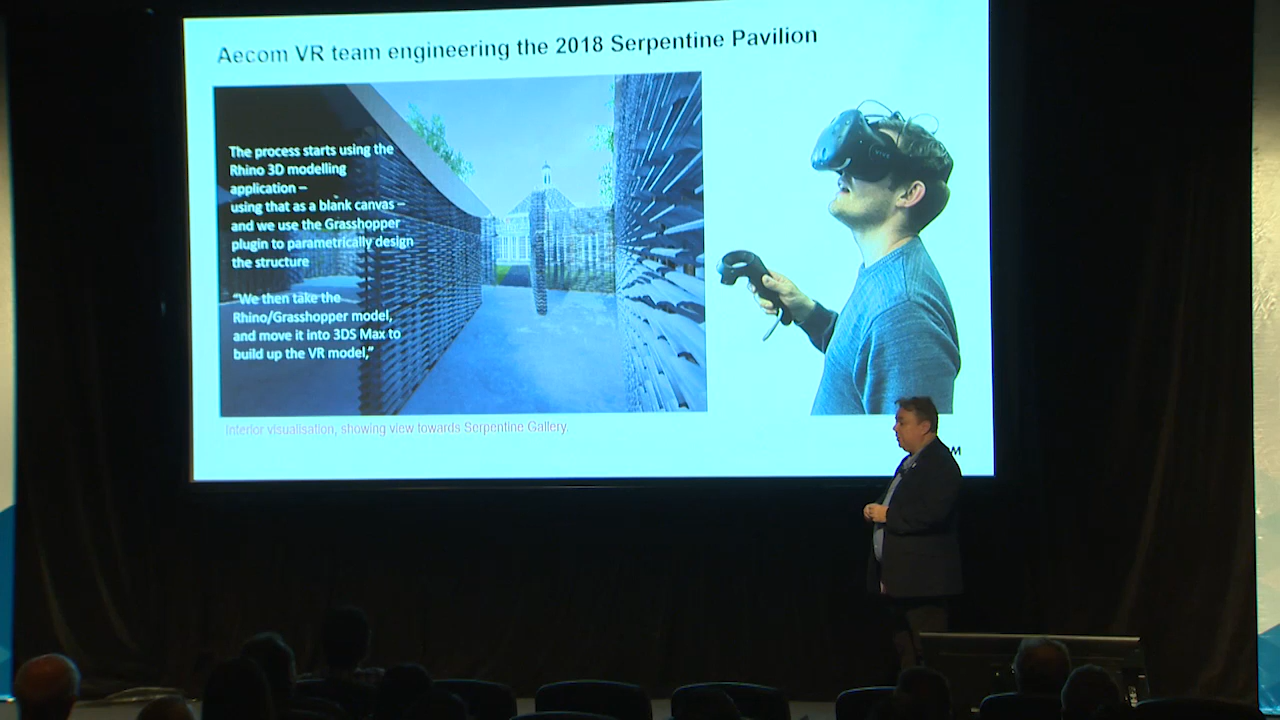 Aecom VR team engineering the 2018 Serpentine Pavilion
The process starts using the
Rhino 3D modelling
application –
using that as a blank canvas –
and we use the Grasshopper
plugin to parametrically design
the structure
“We then take the
Rhino/Grasshopper model,
and move it into 3DS Max to
build up the VR model,”
Interior visualisation, showing view towards Serpentine Gallery.